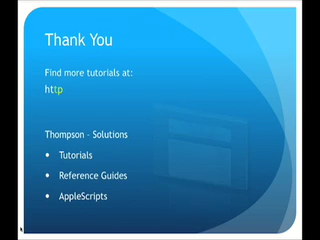 Thank You
Find more tutorials at:
http
Thompson - Solutions
• Tutorials
• Reference Guides
• AppleScripts